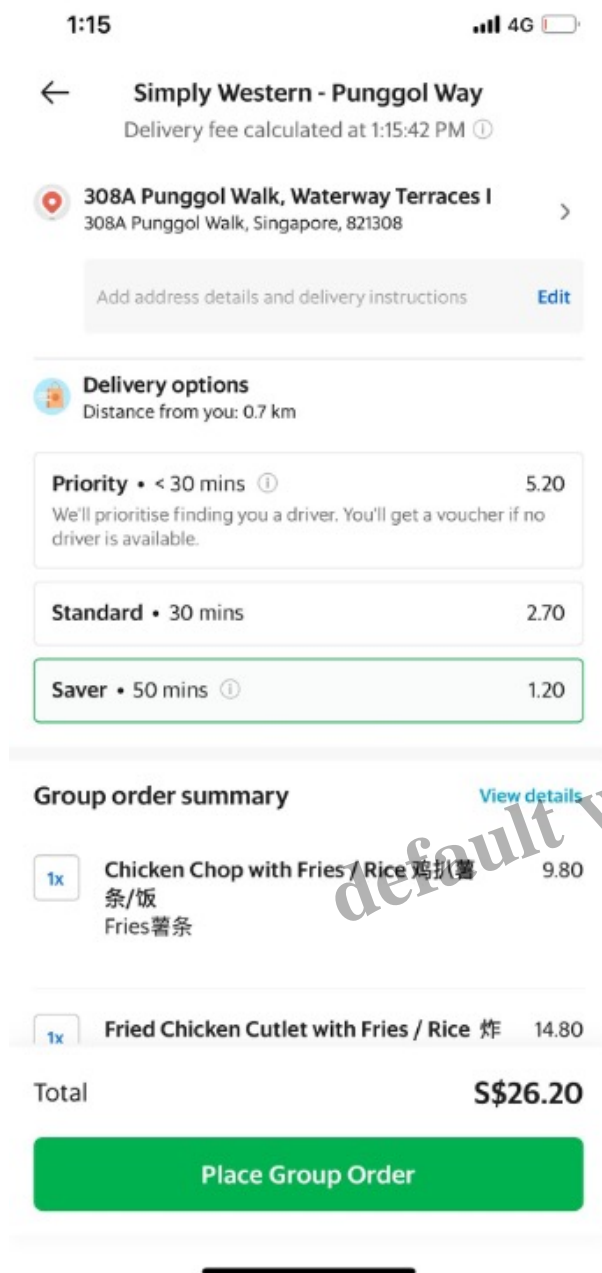 1:15 4G
Simply Western - Punggol Way
Delivery fee calculated at 1:15:42 PM
308A Punggol Walk, Waterway Terraces I
308A Punggol Walk, Singapore, 821308
Add address details and delivery instructions Edit
Delivery options
Distance from you: 0.7 km
Priority • < 30 mins 5.20
We'll prioritise finding you a driver. You'll get a voucher if no
driver is available.
Standard • 30 mins 2.70
Saver • 50 mins 1.20
Group order summary View details
default
1x Chicken Chop with Fries / Rice 鸡扒薯 9.80
条/饭
Fries薯条
1x Fried Chicken Cutlet with Fries / Rice 炸 14.80
Total S$26.20
Place Group Order